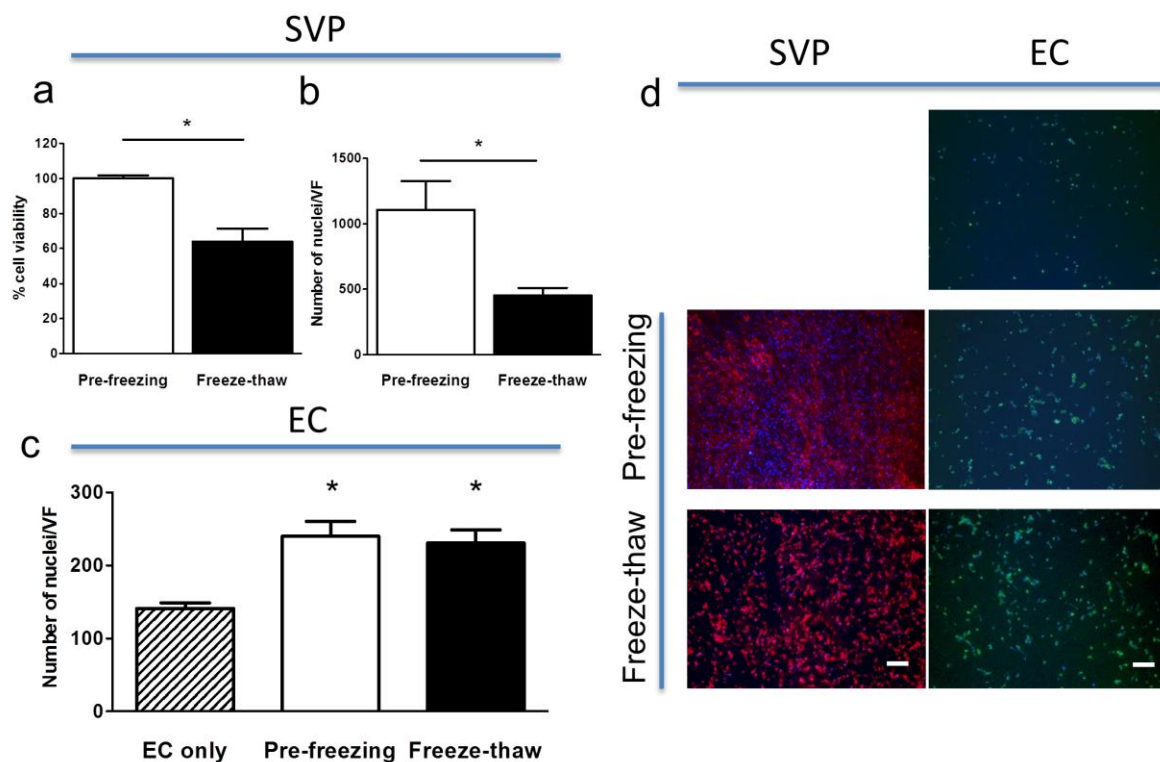 SVP
a
*
120
100
80
60
40
20
0
% cell viability
Pre-freezing
Freeze-thaw
b
*
1500
1000
500
0
Number of nuclei/VF
Pre-freezing
Freeze-thaw
EC
c
*
*
300
200
100
0
Number of nuclei/VF
EC only
Pre-freezing
Freeze-thaw
d
SVP
EC
Pre-freezing
Freeze-thaw